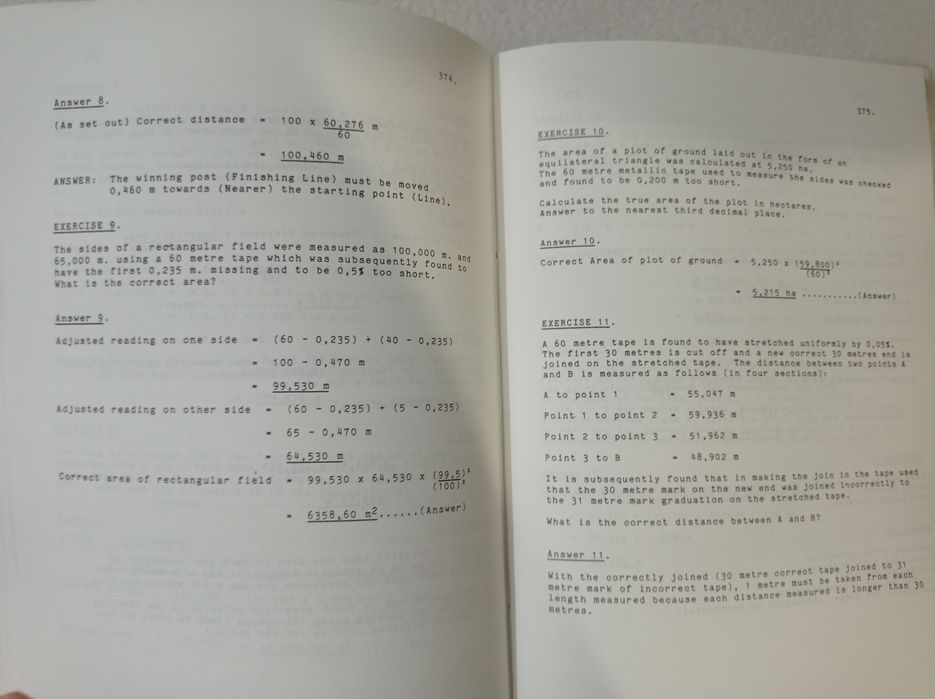 374.
Answer 8.
(As set out) Correct distance = 100 x 60,276 m
60
= 100,460 m
ANSWER: The winning post (Finishing Line) must be moved
0,460 m towards (Nearer) the starting point (Line).
EXERCISE 9.
The sides of a rectangular field were measured as 100,000 m. and
65,000 m. using a 60 metre tape which was subsequently found to
have the first 0,235 m. missing and to be 0,5% too short.
What is the correct area?
Answer 9.
Adjusted reading on one side = (60 - 0,235) + (40 - 0,235)
= 100 - 0,470 m
= 99,530 m
Adjusted reading on other side = (60 - 0,235) + (5 - 0,235)
= 65 - 0,470 m
= 64,530 m
Correct area of rectangular field = 99,530 x 64,530 x (99,5)²
(100)²
= 6358,60 m²......(Answer)
375.
EXERCISE 10.
The area of a plot of ground laid out in the form of an
equilateral triangle was calculated at 5,250 ha.
The 60 metre metallic tape used to measure the sides was checked
and found to be 0,200 m too short.
Calculate the true area of the plot in hectares.
Answer to the nearest third decimal place.
Answer 10.
Correct Area of plot of ground = 5,250 x (59,800)²
(60)²
= 5,215 ha ..........(Answer)
EXERCISE 11.
A 60 metre tape is found to have stretched uniformly by 0,05%.
The first 30 metres is cut off and a new correct 30 metres end is
joined on the stretched tape. The distance between two points A
and B is measured as follows (in four sections):
A to point 1 = 55,047 m
Point 1 to point 2 = 59,936 m
Point 2 to point 3 = 51,962 m
Point 3 to B = 48,902 m
It is subsequently found that in making the join in the tape used
that the 30 metre mark on the new end was joined incorrectly to
the 31 metre mark graduation on the stretched tape.
What is the correct distance between A and B?
Answer 11.
With the correctly joined (30 metre correct tape joined to 31
metre mark of incorrect tape), 1 metre must be taken from each
length measured because each distance measured is longer than 30
metres.